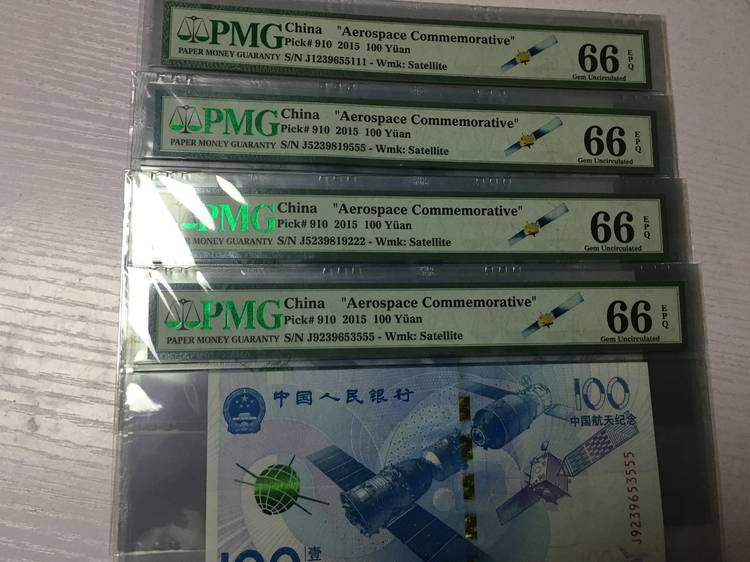 PMG
PAPER MONEY GUARANTY
China "Aerospace Commemorative"
Pick# 910 2015 100 Yüan
S/N J1239655111 - Wmk: Satellite
66 EPQ
Gem Uncirculated
PMG
PAPER MONEY GUARANTY
China "Aerospace Commemorative"
Pick# 910 2015 100 Yüan
S/N J5239819555 - Wmk: Satellite
66 EPQ
Gem Uncirculated
PMG
MONEY GUARANTY
China "Aerospace Commemorative"
Pick# 910 2015 100 Yüan
S/N J5239819222 - Wmk: Satellite
66 EPQ
Gem Uncirculated
PMG
PAPER MONEY GUARANTY
China "Aerospace Commemorative"
Pick# 910 2015 100 Yüan
S/N J9239653555 - Wmk: Satellite
66 EPQ
Gem Uncirculated
中国人民银行
100
中国航天纪念
J9239653555
100
壹